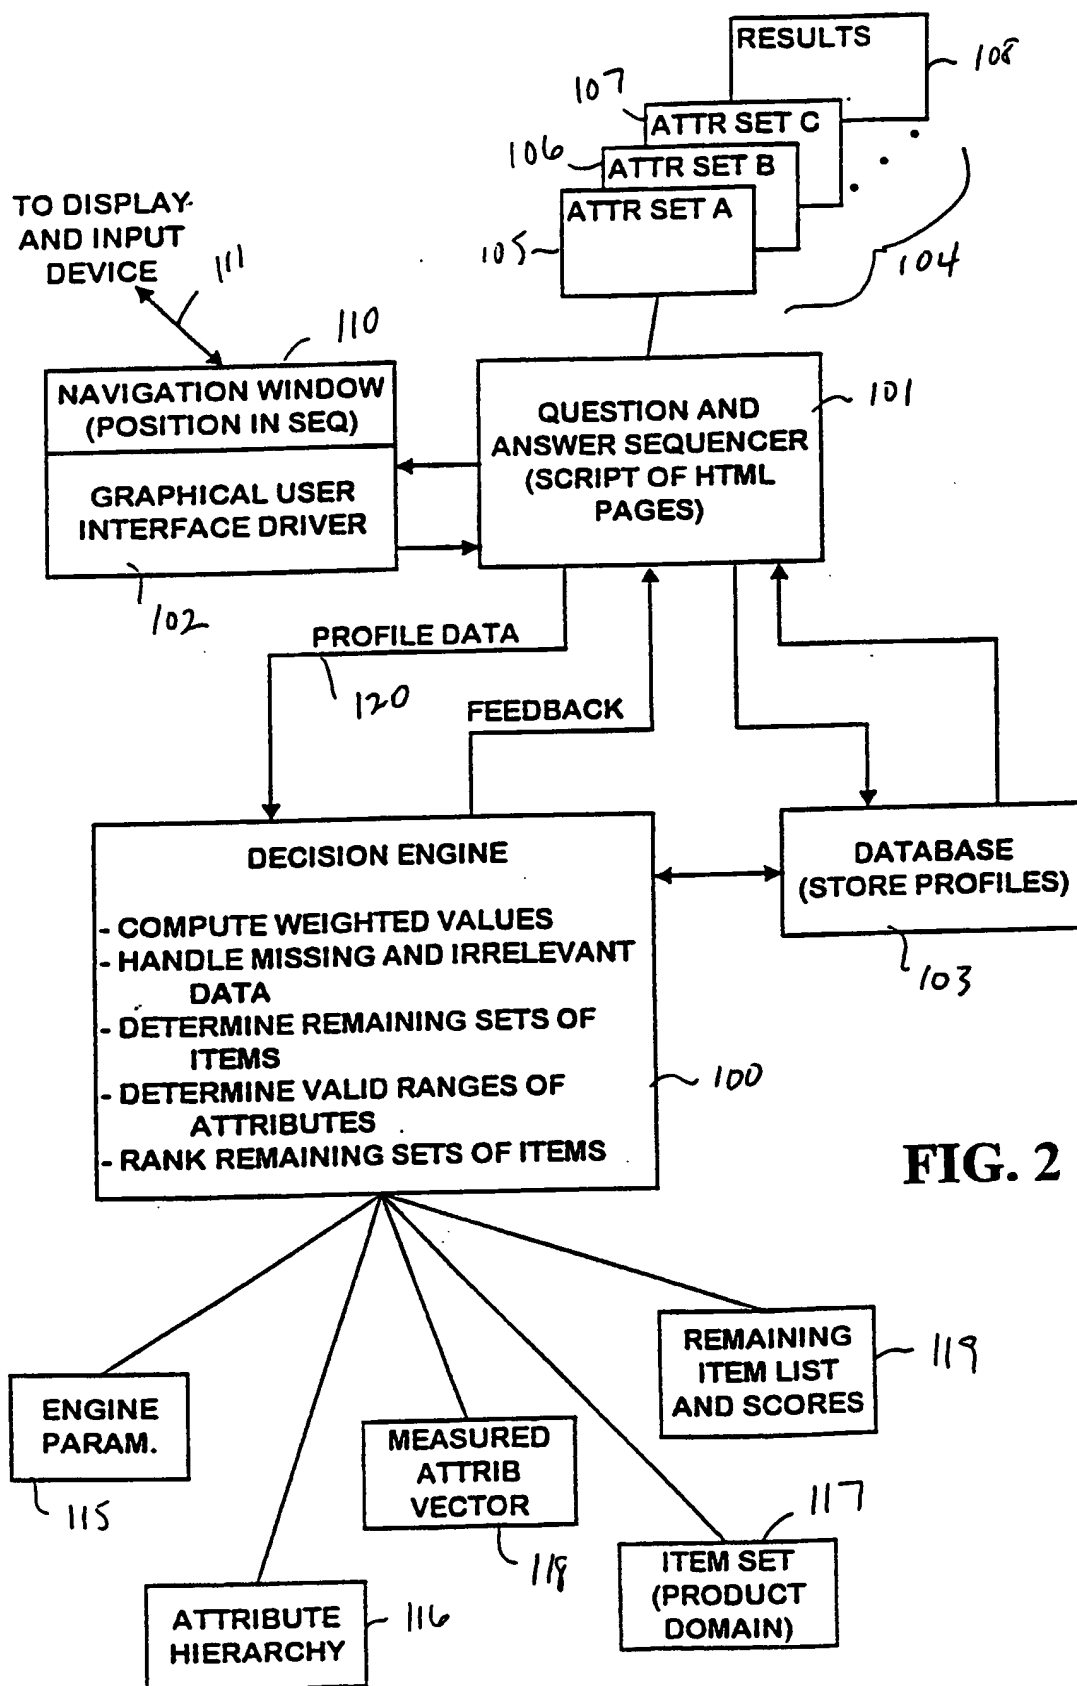 RESULTS
108
107
ATTR SET C
106
ATTR SET B
ATTR SET A
105
104
TO DISPLAY
AND INPUT
DEVICE
111
110
NAVIGATION WINDOW
(POSITION IN SEQ)
GRAPHICAL USER
INTERFACE DRIVER
102
QUESTION AND
ANSWER SEQUENCER
(SCRIPT OF HTML
PAGES)
101
PROFILE DATA
120
FEEDBACK
DECISION ENGINE
- COMPUTE WEIGHTED VALUES
- HANDLE MISSING AND IRRELEVANT
DATA
- DETERMINE REMAINING SETS OF
ITEMS
- DETERMINE VALID RANGES OF
ATTRIBUTES
- RANK REMAINING SETS OF ITEMS
100
DATABASE
(STORE PROFILES)
103
FIG. 2
ENGINE
PARAM.
115
ATTRIBUTE
HIERARCHY
116
MEASURED
ATTRIB
VECTOR
118
REMAINING
ITEM LIST
AND SCORES
119
117
ITEM SET
(PRODUCT
DOMAIN)